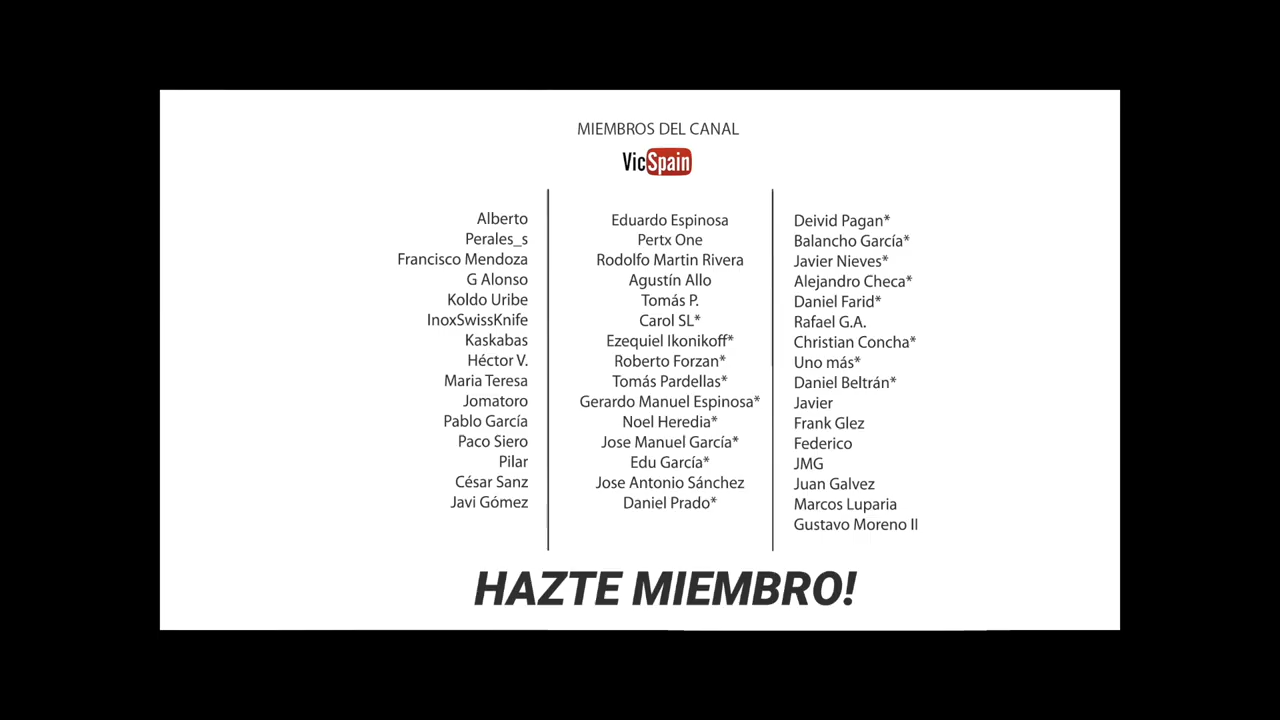 MIEMBROS DEL CANAL
VicSpain
Alberto
Perales_s
Francisco Mendoza
G Alonso
Koldo Uribe
InoxSwissKnife
Kaskabas
Héctor V.
Maria Teresa
Jomatoro
Pablo García
Paco Siero
Pilar
César Sanz
Javi Gómez
Eduardo Espinosa
Pertx One
Rodolfo Martin Rivera
Agustín Allo
Tomás P.
Carol SL*
Ezequiel Ikonikoff*
Roberto Forzan*
Tomás Pardellas*
Gerardo Manuel Espinosa*
Noel Heredia*
Jose Manuel García*
Edu García*
Jose Antonio Sánchez
Daniel Prado*
Deivid Pagan*
Balancho García*
Javier Nieves*
Alejandro Checa*
Daniel Farid*
Rafael G.A.
Christian Concha*
Uno más*
Daniel Beltrán*
Javier
Frank Glez
Federico
JMG
Juan Galvez
Marcos Luparia
Gustavo Moreno II
HAZTE MIEMBRO!